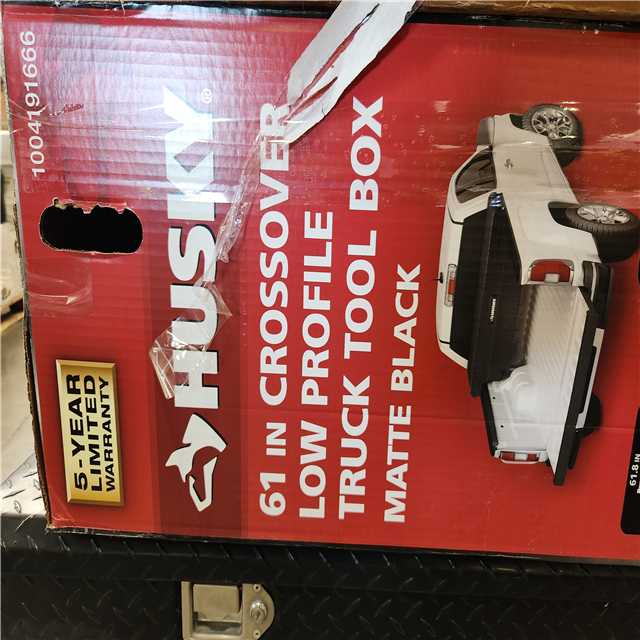 1004191666
HUSKY®
61 IN CROSSOVER
LOW PROFILE
TRUCK TOOL BOX
MATTE BLACK
5-YEAR
LIMITED
WARRANTY
61.8 IN